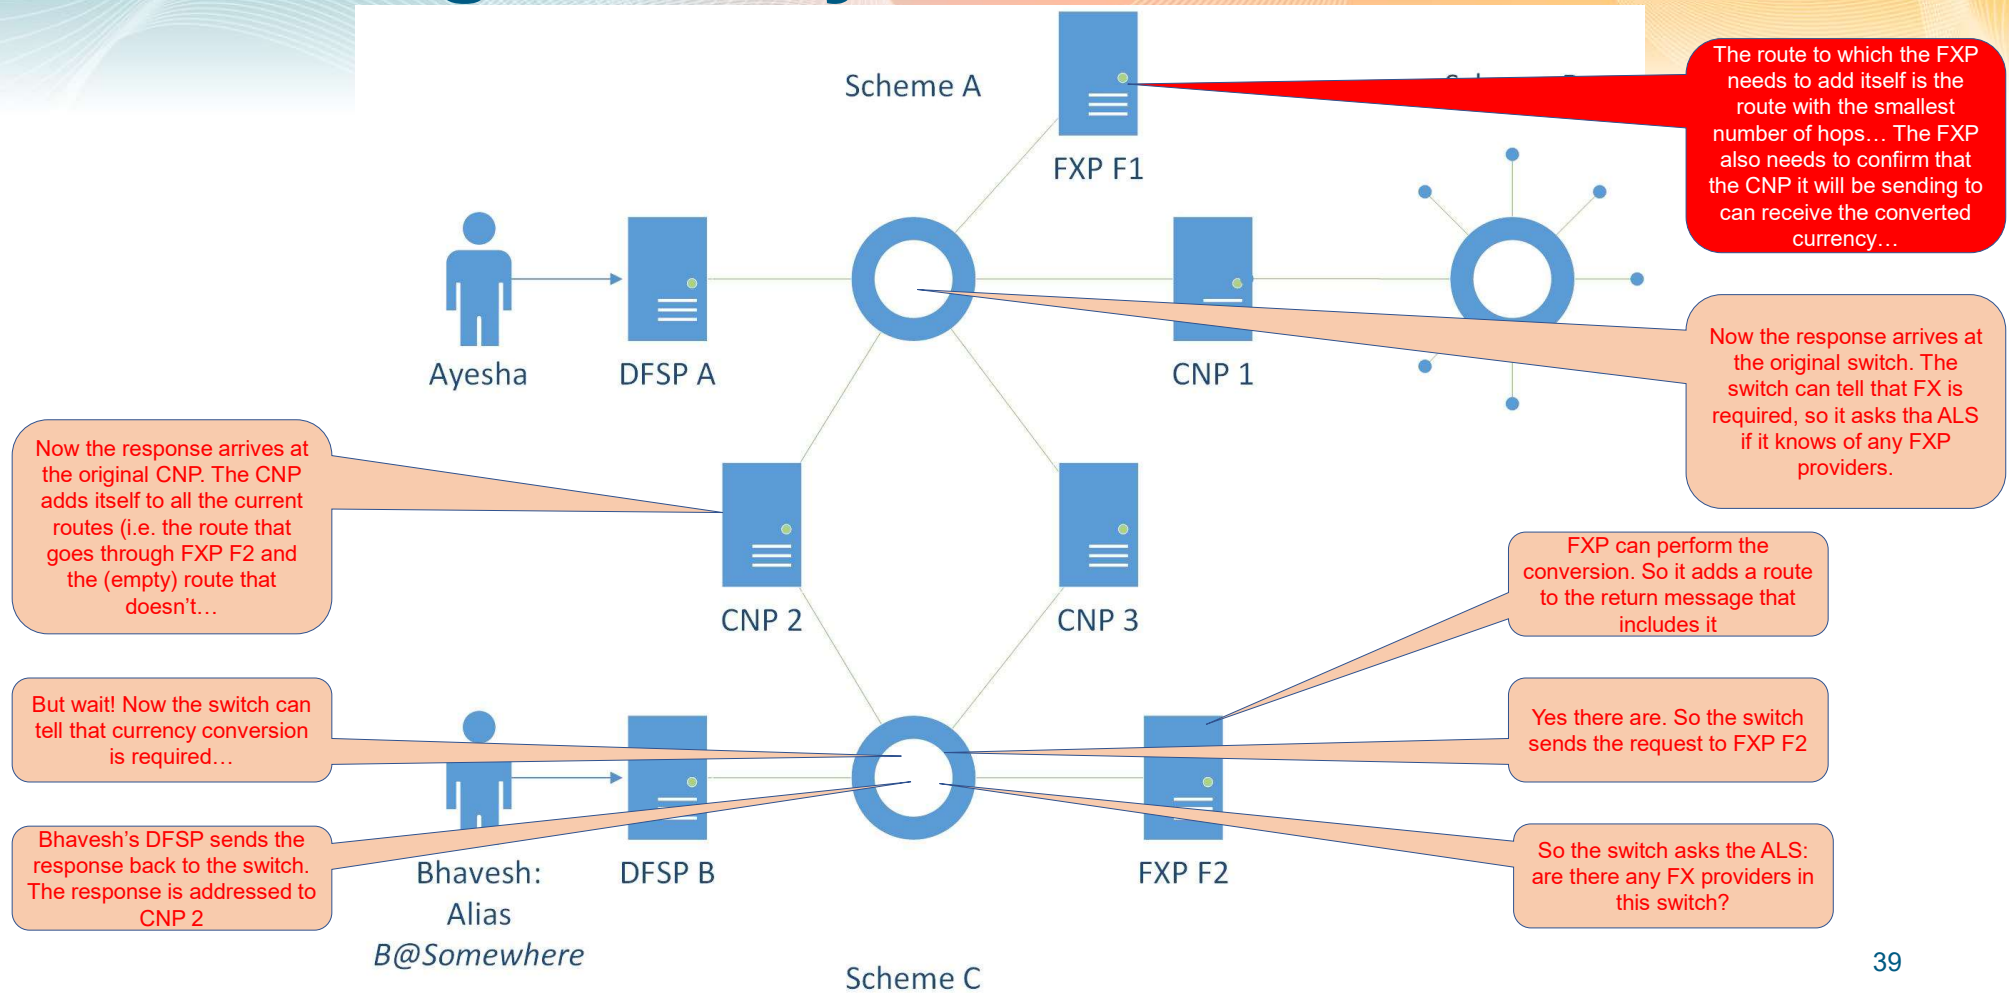 Scheme A
The route to which the FXP
needs to add itself is the
route with the smallest
number of hops… The FXP
also needs to confirm that
the CNP it will be sending to
can receive the converted
currency…
FXP F1
Ayesha
DFSP A
CNP 1
Now the response arrives at
the original switch. The
switch can tell that FX is
required, so it asks tha ALS
if it knows of any FXP
providers.
Now the response arrives at
the original CNP. The CNP
adds itself to all the current
routes (i.e. the route that
goes through FXP F2 and
the (empty) route that
doesn’t…
CNP 2
CNP 3
FXP can perform the
conversion. So it adds a route
to the return message that
includes it
But wait! Now the switch can
tell that currency conversion
is required…
Yes there are. So the switch
sends the request to FXP F2
Bhavesh’s DFSP sends the
response back to the switch.
The response is addressed to
CNP 2
Bhavesh:
Alias
B@Somewhere
DFSP B
FXP F2
So the switch asks the ALS:
are there any FX providers in
this switch?
Scheme C
39